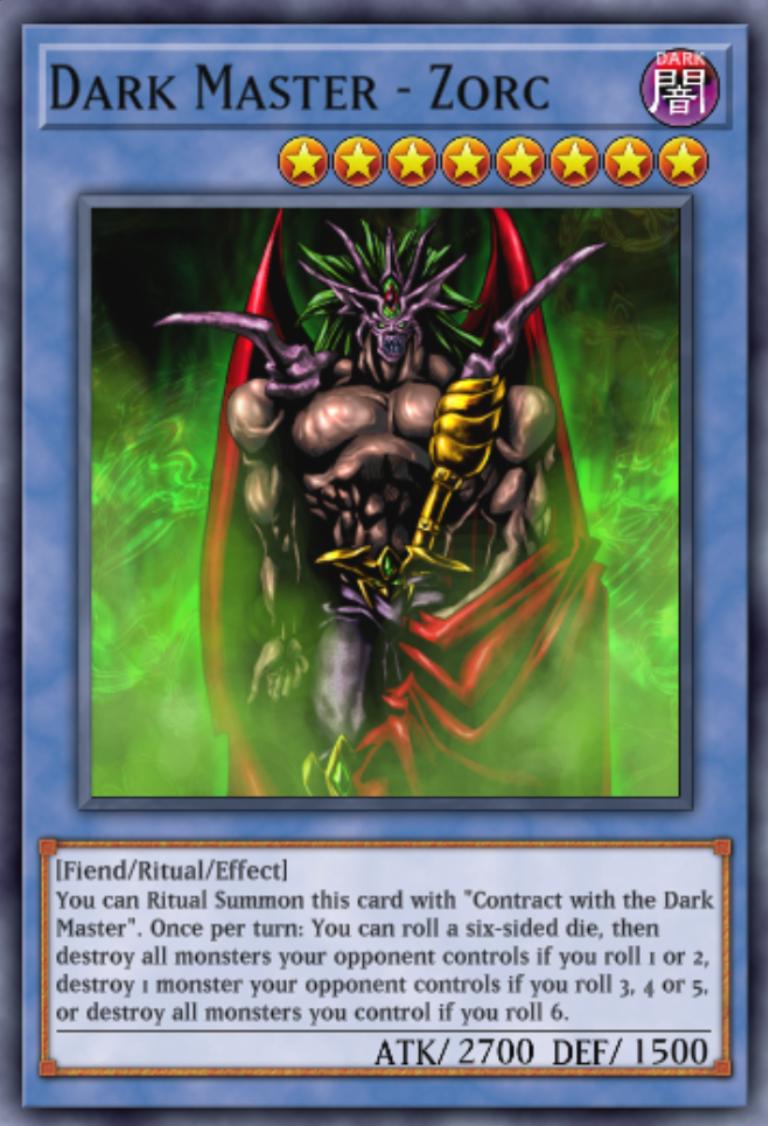 Dark Master - Zorc
DARK
闇
[Fiend/Ritual/Effect]
You can Ritual Summon this card with "Contract with the Dark
Master". Once per turn: You can roll a six-sided die, then
destroy all monsters your opponent controls if you roll 1 or 2,
destroy 1 monster your opponent controls if you roll 3, 4 or 5,
or destroy all monsters you control if you roll 6.
ATK/ 2700 DEF/ 1500